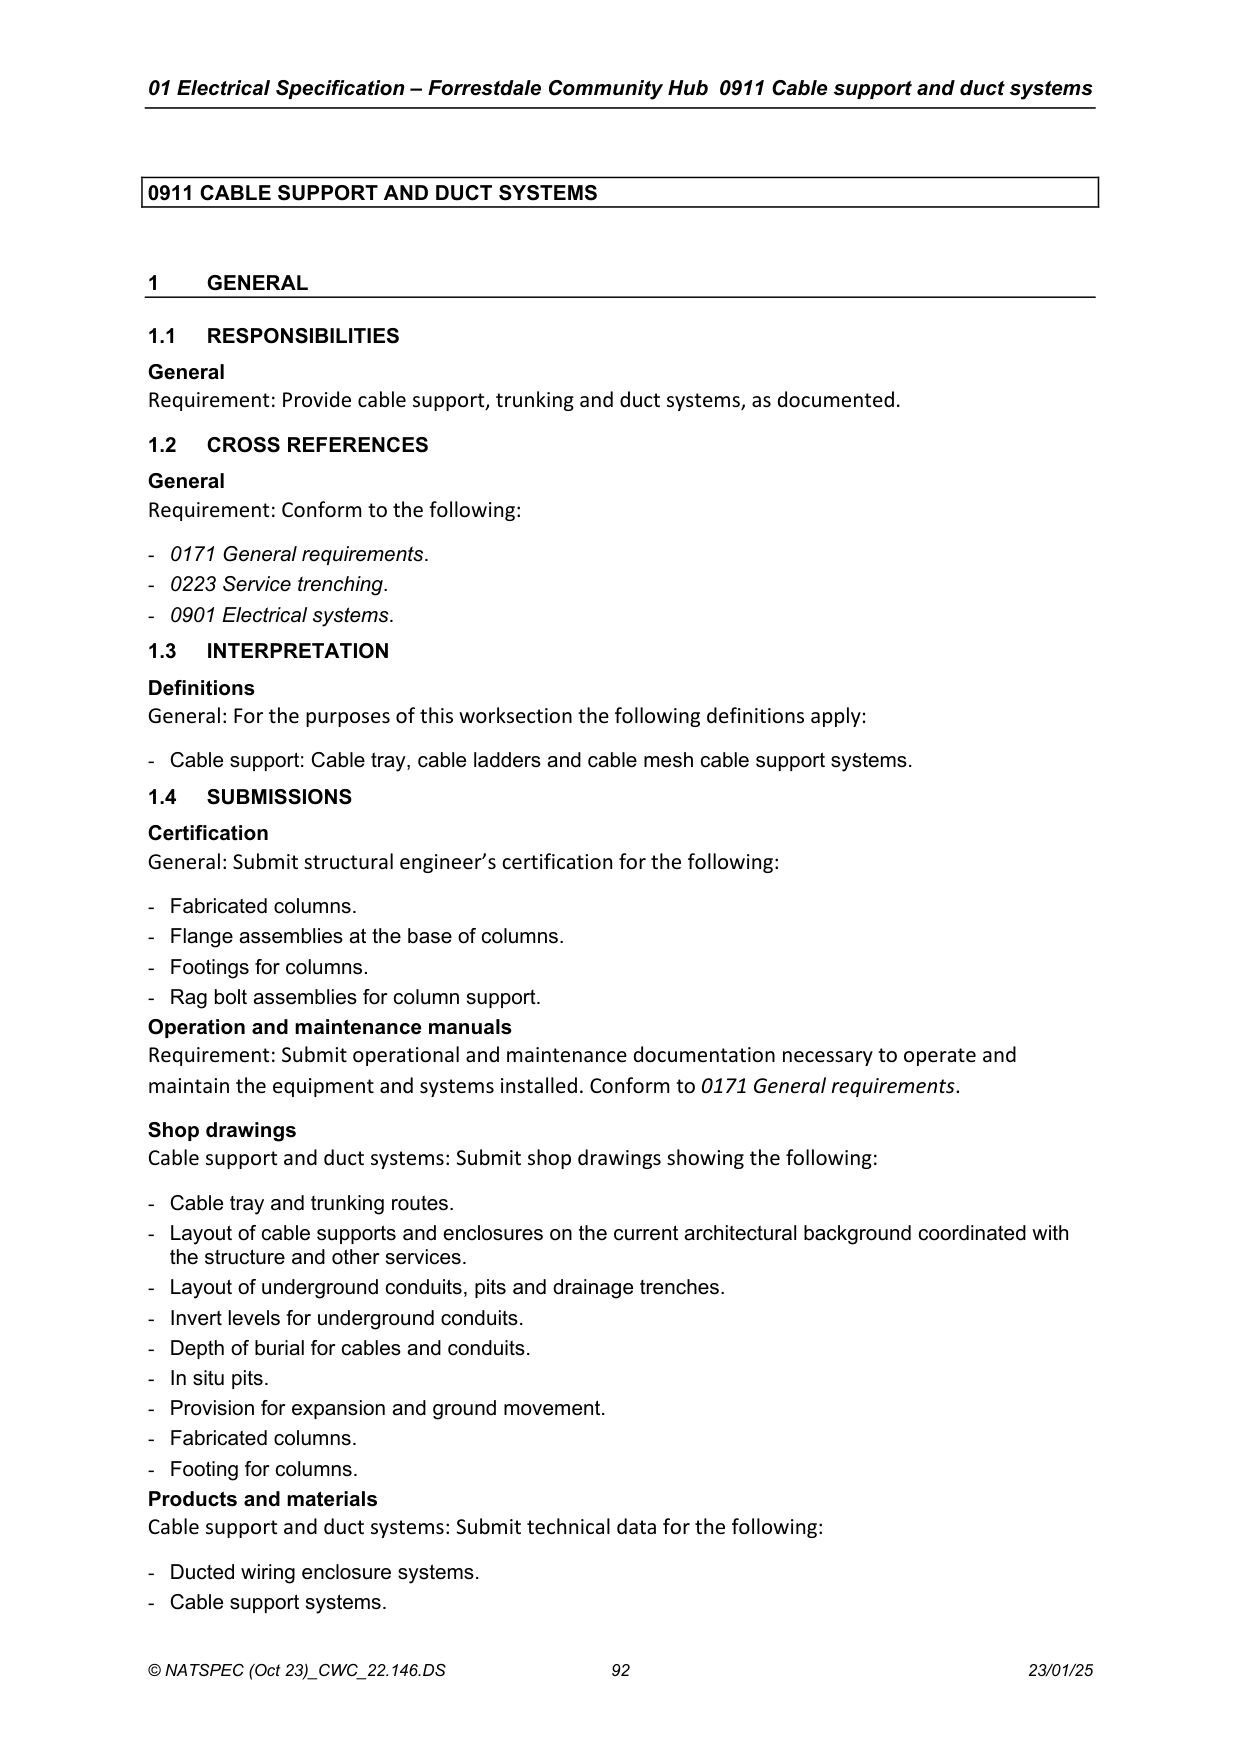 01 Electrical Specification – Forrestdale Community Hub 0911 Cable support and duct systems
0911 CABLE SUPPORT AND DUCT SYSTEMS
1 GENERAL
1.1 RESPONSIBILITIES
General
Requirement: Provide cable support, trunking and duct systems, as documented.
1.2 CROSS REFERENCES
General
Requirement: Conform to the following:
- 0171 General requirements.
- 0223 Service trenching.
- 0901 Electrical systems.
1.3 INTERPRETATION
Definitions
General: For the purposes of this worksection the following definitions apply:
- Cable support: Cable tray, cable ladders and cable mesh cable support systems.
1.4 SUBMISSIONS
Certification
General: Submit structural engineer’s certification for the following:
- Fabricated columns.
- Flange assemblies at the base of columns.
- Footings for columns.
- Rag bolt assemblies for column support.
Operation and maintenance manuals
Requirement: Submit operational and maintenance documentation necessary to operate and
maintain the equipment and systems installed. Conform to 0171 General requirements.
Shop drawings
Cable support and duct systems: Submit shop drawings showing the following:
- Cable tray and trunking routes.
- Layout of cable supports and enclosures on the current architectural background coordinated with
the structure and other services.
- Layout of underground conduits, pits and drainage trenches.
- Invert levels for underground conduits.
- Depth of burial for cables and conduits.
- In situ pits.
- Provision for expansion and ground movement.
- Fabricated columns.
- Footing for columns.
Products and materials
Cable support and duct systems: Submit technical data for the following:
- Ducted wiring enclosure systems.
- Cable support systems.
© NATSPEC (Oct 23)_CWC_22.146.DS 92 23/01/25